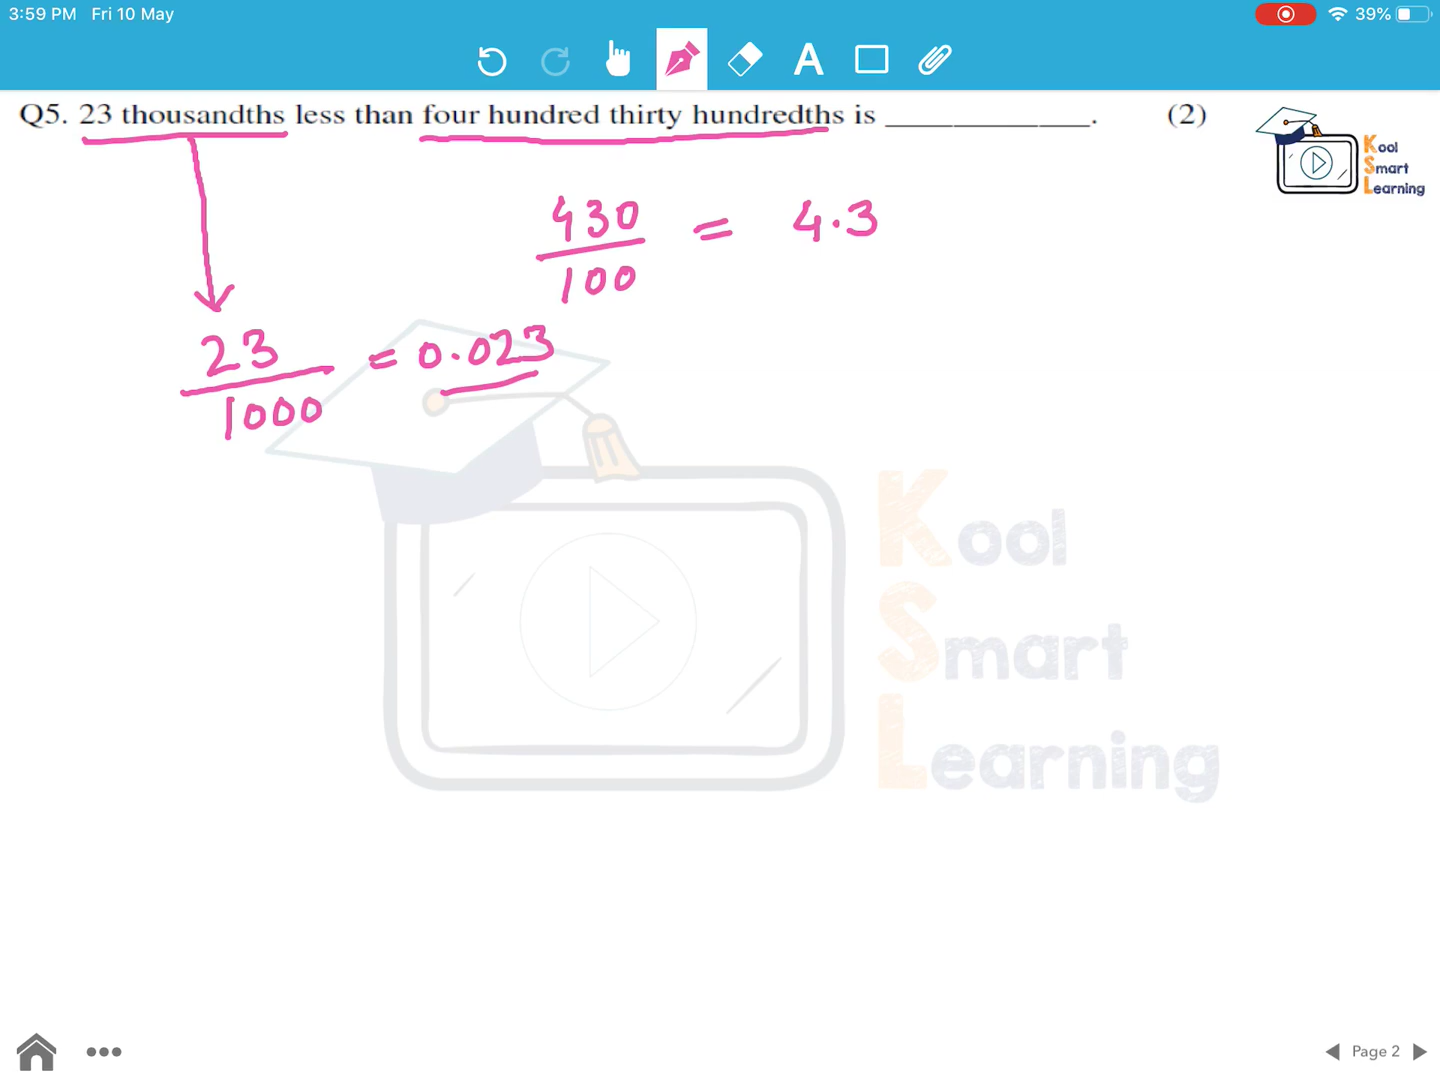 3:59 PM Fri 10 May 39%
A
Q5. 23 thousandths less than four hundred thirty hundredths is ____________. (2)
Kool
Smart
Learning
430
100
= 4.3
23
1000
= 0.023
Kool
Smart
Learning
Page 2